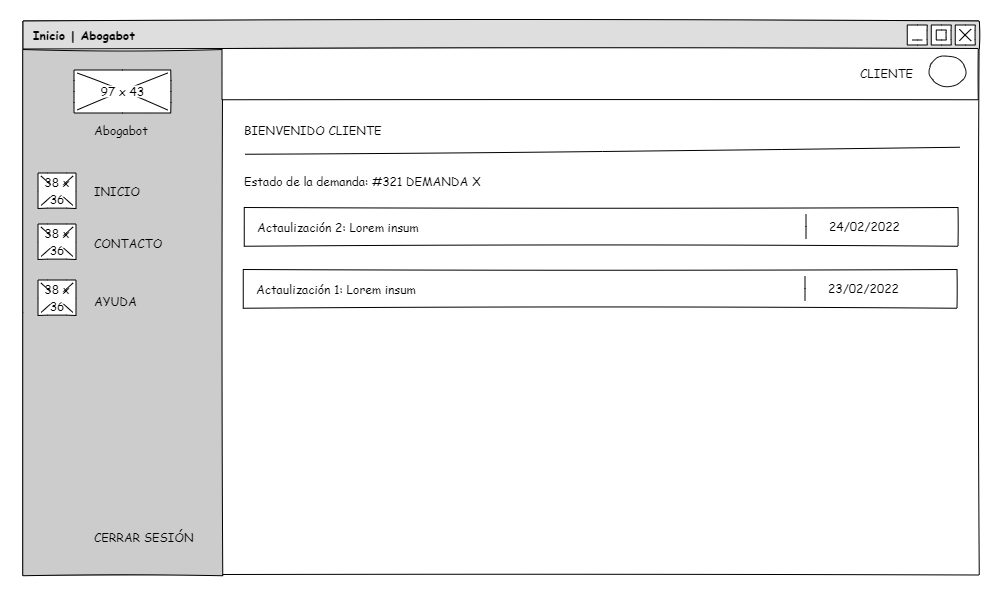 Inicio | Abogabot
CLIENTE
97 x 43
Abogabot
BIENVENIDO CLIENTE
38 x
36
INICIO
Estado de la demanda: #321 DEMANDA X
Actaulización 2: Lorem insum
24/02/2022
38 x
36
CONTACTO
Actaulización 1: Lorem insum
23/02/2022
38 x
36
AYUDA
CERRAR SESIÓN